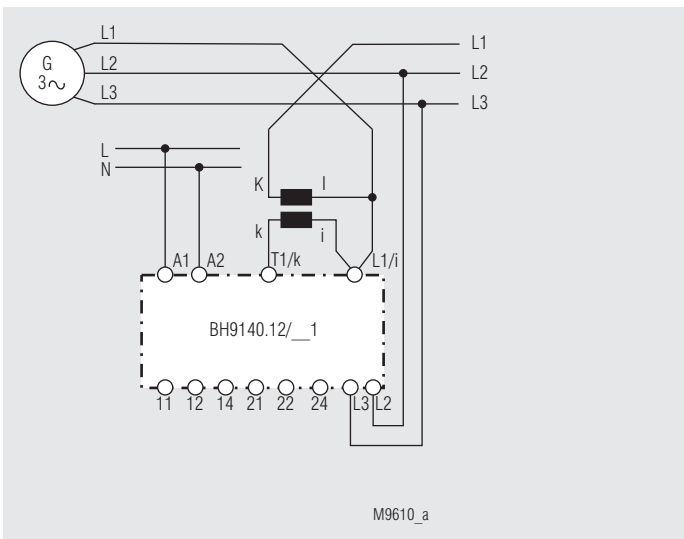 L1
L1
G
3~
L2
L2
L3
L3
L
N
K
l
k
i
A1
A2
T1/k
L1/i
BH9140.12/__1
11
12
14
21
22
24
L3
L2
M9610_a